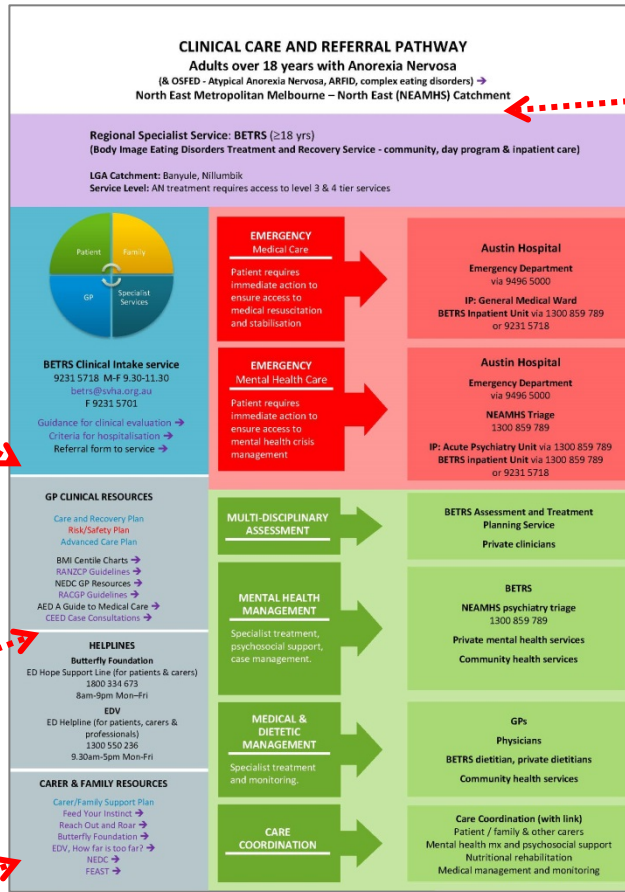 CLINICAL CARE AND REFERRAL PATHWAY
Adults over 18 years with Anorexia Nervosa
(& OSFED - Atypical Anorexia Nervosa, ARFID, complex eating disorders) →
North East Metropolitan Melbourne – North East (NEAMHS) Catchment
Regional Specialist Service: BETRS (≥18 yrs)
(Body Image Eating Disorders Treatment and Recovery Service - community, day program & inpatient care)
LGA Catchment: Banyule, Nillumbik
Service Level: AN treatment requires access to level 3 & 4 tier services
Patient
Family
GP
Specialist
Services
BETRS Clinical Intake service
9231 5718 M-F 9.30-11.30
betrs@svha.org.au
F 9231 5701
Guidance for clinical evaluation →
Criteria for hospitalisation →
Referral form to service →
GP CLINICAL RESOURCES
Care and Recovery Plan
Risk/Safety Plan
Advanced Care Plan
BMI Centile Charts →
RANZCP Guidelines →
NEDC GP Resources →
RACGP Guidelines →
AED A Guide to Medical Care →
CEED Case Consultations →
HELPLINES
Butterfly Foundation
ED Hope Support Line (for patients & carers)
1800 334 673
8am-9pm Mon–Fri
EDV
ED Helpline (for patients, carers &
professionals)
1300 550 236
9.30am-5pm Mon-Fri
CARER & FAMILY RESOURCES
Carer/Family Support Plan
Feed Your Instinct →
Reach Out and Roar →
Butterfly Foundation →
EDV, How far is too far? →
NEDC →
FEAST →
EMERGENCY
Medical Care
Patient requires
immediate action to
ensure access to
medical resuscitation
and stabilisation
Austin Hospital
Emergency Department
via 9496 5000
IP: General Medical Ward
BETRS Inpatient Unit via 1300 859 789
or 9231 5718
EMERGENCY
Mental Health Care
Patient requires
immediate action to
ensure access to
mental health crisis
management
Austin Hospital
Emergency Department
via 9496 5000
NEAMHS Triage
1300 859 789
IP: Acute Psychiatry Unit via 1300 859 789
BETRS inpatient Unit via 1300 859 789
or 9231 5718
MULTI-DISCIPLINARY
ASSESSMENT
BETRS Assessment and Treatment
Planning Service
Private clinicians
MENTAL HEALTH
MANAGEMENT
Specialist treatment,
psychosocial support,
case management.
BETRS
NEAMHS psychiatry triage
1300 859 789
Private mental health services
Community health services
MEDICAL &
DIETETIC
MANAGEMENT
Specialist treatment
and monitoring.
GPs
Physicians
BETRS dietitian, private dietitians
Community health services
CARE
COORDINATION
Care Coordination (with link)
Patient / family & other carers
Mental health mx and psychosocial support
Nutritional rehabilitation
Medical management and monitoring